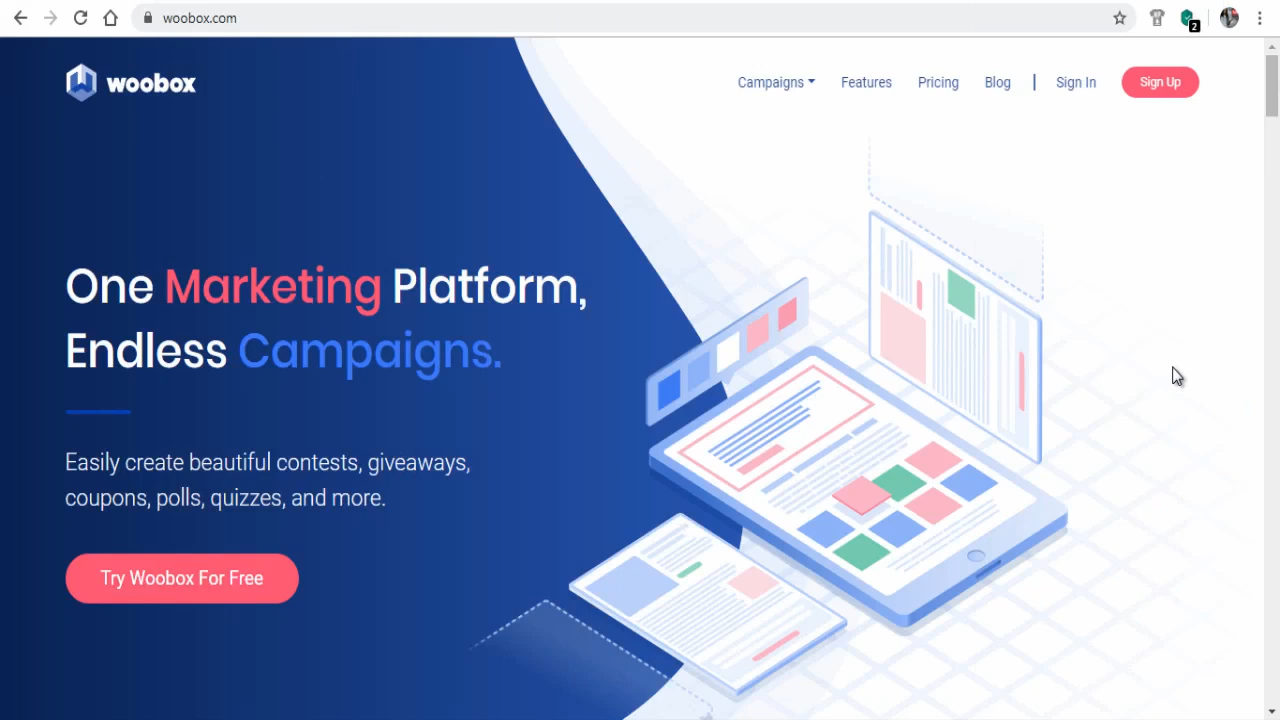 woobox.com
2
woobox
Campaigns
Features
Pricing
Blog
Sign In
Sign Up
One Marketing Platform,
Endless Campaigns.
Easily create beautiful contests, giveaways,
coupons, polls, quizzes, and more.
Try Woobox For Free